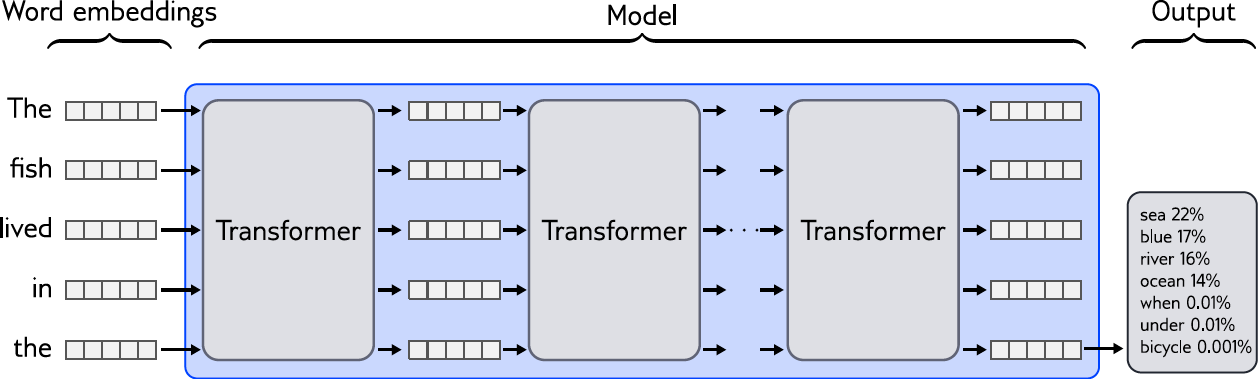 Word embeddings
Model
Output
The
fish
lived
in
the
Transformer
Transformer
. . .
Transformer
sea 22%
blue 17%
river 16%
ocean 14%
when 0.01%
under 0.01%
bicycle 0.001%